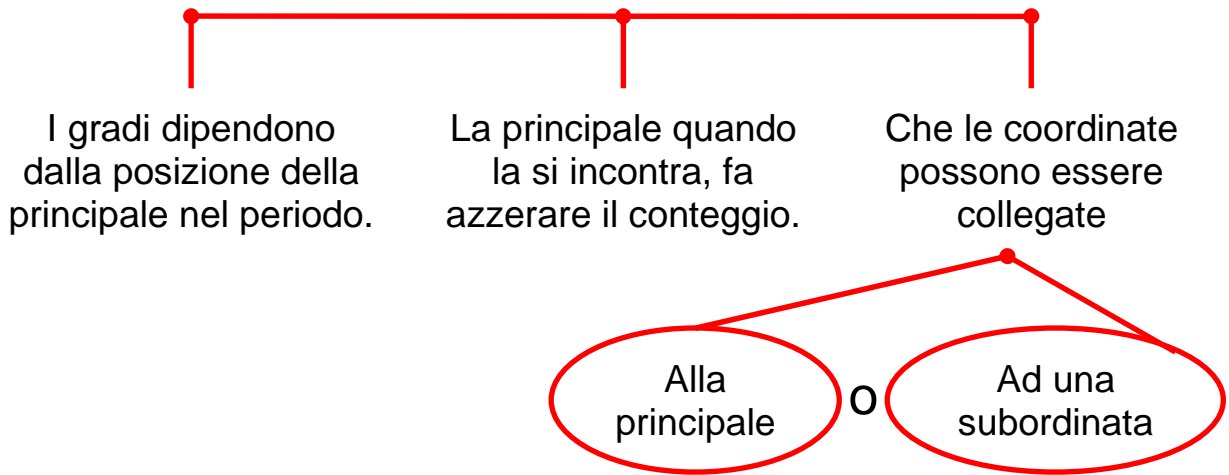 I gradi dipendono
dalla posizione della
principale nel periodo.
La principale quando
la si incontra, fa
azzerare il conteggio.
Che le coordinate
possono essere
collegate
Alla
principale
o
Ad una
subordinata